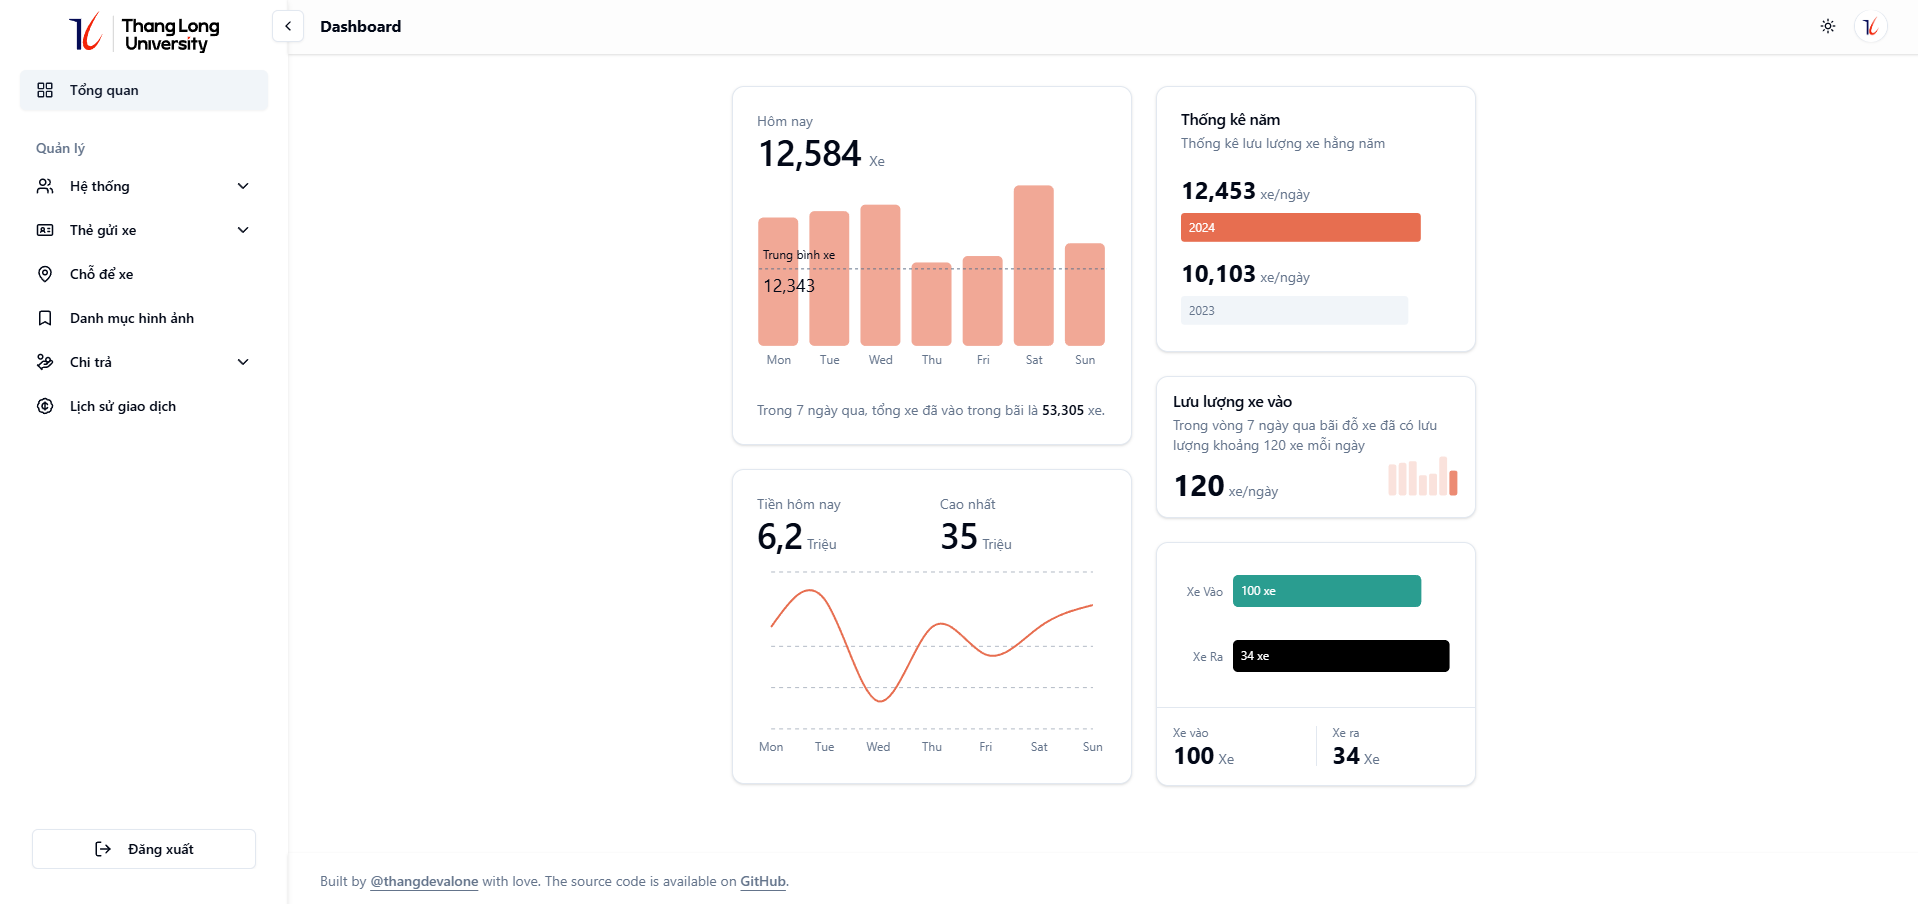 Thang Long
University
Dashboard
Tổng quan
Quản lý
Hệ thống
Thẻ gửi xe
Chỗ để xe
Danh mục hình ảnh
Chi trả
Lịch sử giao dịch
Đăng xuất
Hôm nay
12,584 Xe
Trung bình xe
12,343
Mon Tue Wed Thu Fri Sat Sun
Trong 7 ngày qua, tổng xe đã vào trong bãi là 53,305 xe.
Tiền hôm nay
6,2 Triệu
Cao nhất
35 Triệu
Mon Tue Wed Thu Fri Sat Sun
Thống kê năm
Thống kê lưu lượng xe hằng năm
12,453 xe/ngày
2024
10,103 xe/ngày
2023
Lưu lượng xe vào
Trong vòng 7 ngày qua bãi đỗ xe đã có lưu
lượng khoảng 120 xe mỗi ngày
120 xe/ngày
Xe Vào 100 xe
Xe Ra 34 xe
Xe vào
100 Xe
Xe ra
34 Xe
Built by @thangdevalone with love. The source code is available on GitHub.